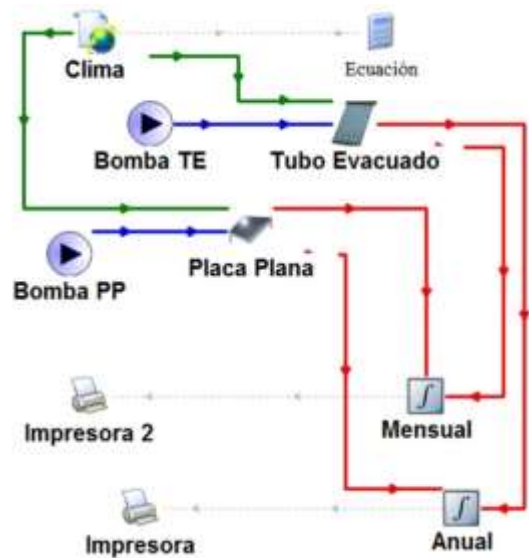 Clima
Ecuación
Bomba TE
Tubo Evacuado
Placa Plana
Bomba PP
Impresora 2
Mensual
Impresora
Anual